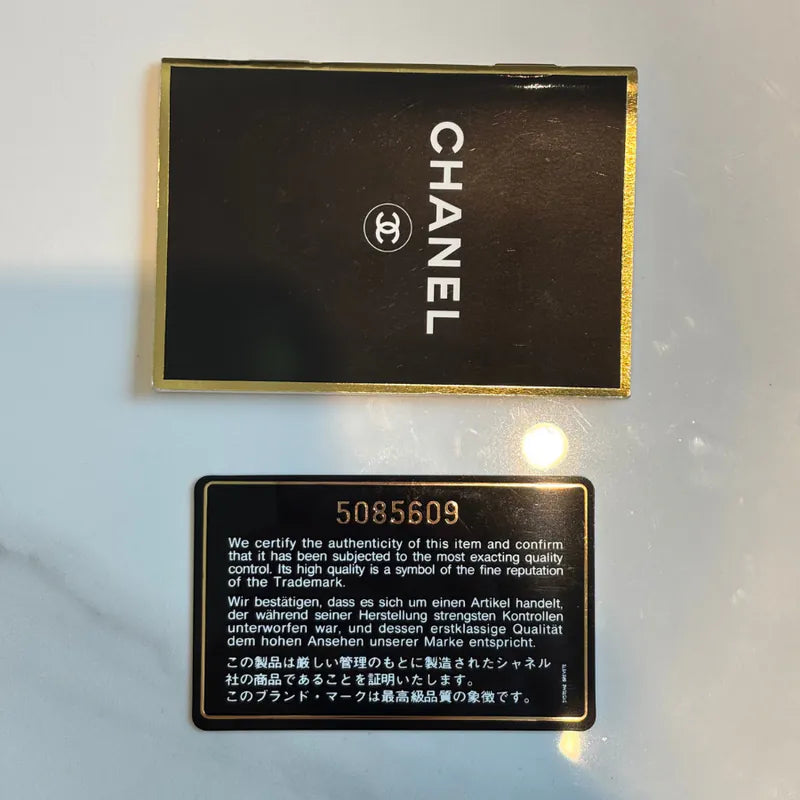 CHANEL
5085609
We certify the authenticity of this item and confirm
that it has been subjected to the most exacting quality
control. Its high quality is a symbol of the fine reputation
of the Trademark.
Wir bestätigen, dass es sich um einen Artikel handelt,
der während seiner Herstellung strengsten Kontrollen
unterworfen war, und dessen erstklassige Qualität
dem hohen Ansehen unserer Marke entspricht.
この製品は厳しい管理のもとに製造されたシャネル
社の商品であることを証明いたします。
このブランド・マークは最高級品質の象徴です。